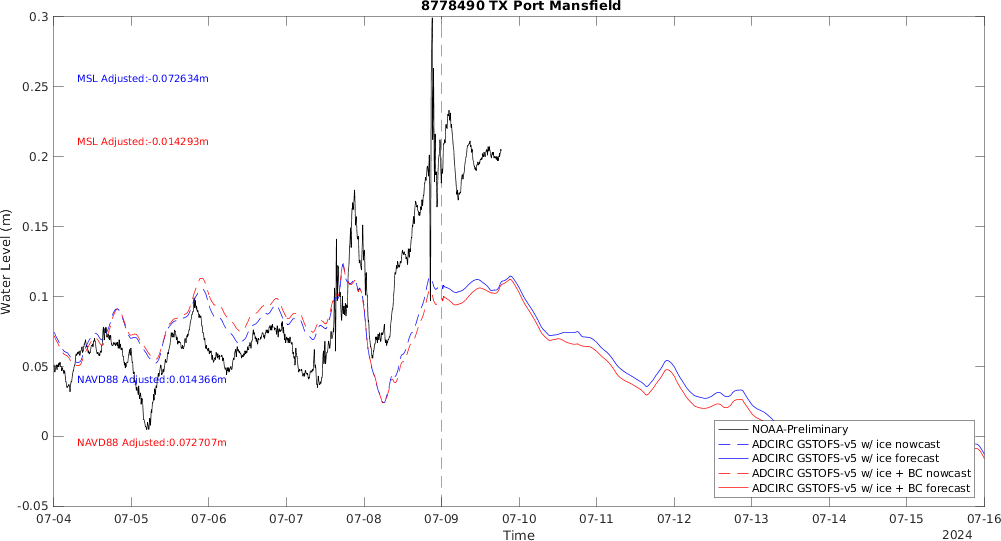 8778490 TX Port Mansfield
0.3
0.25
0.2
0.15
0.1
0.05
0
-0.05
Water Level (m)
MSL Adjusted:-0.072634m
MSL Adjusted:-0.014293m
NAVD88 Adjusted:0.014366m
NAVD88 Adjusted:0.072707m
NOAA-Preliminary
ADCIRC GSTOFS-v5 w/ ice nowcast
ADCIRC GSTOFS-v5 w/ ice forecast
ADCIRC GSTOFS-v5 w/ ice + BC nowcast
ADCIRC GSTOFS-v5 w/ ice + BC forecast
07-04 07-05 07-06 07-07 07-08 07-09 07-10 07-11 07-12 07-13 07-14 07-15 07-16
Time
2024